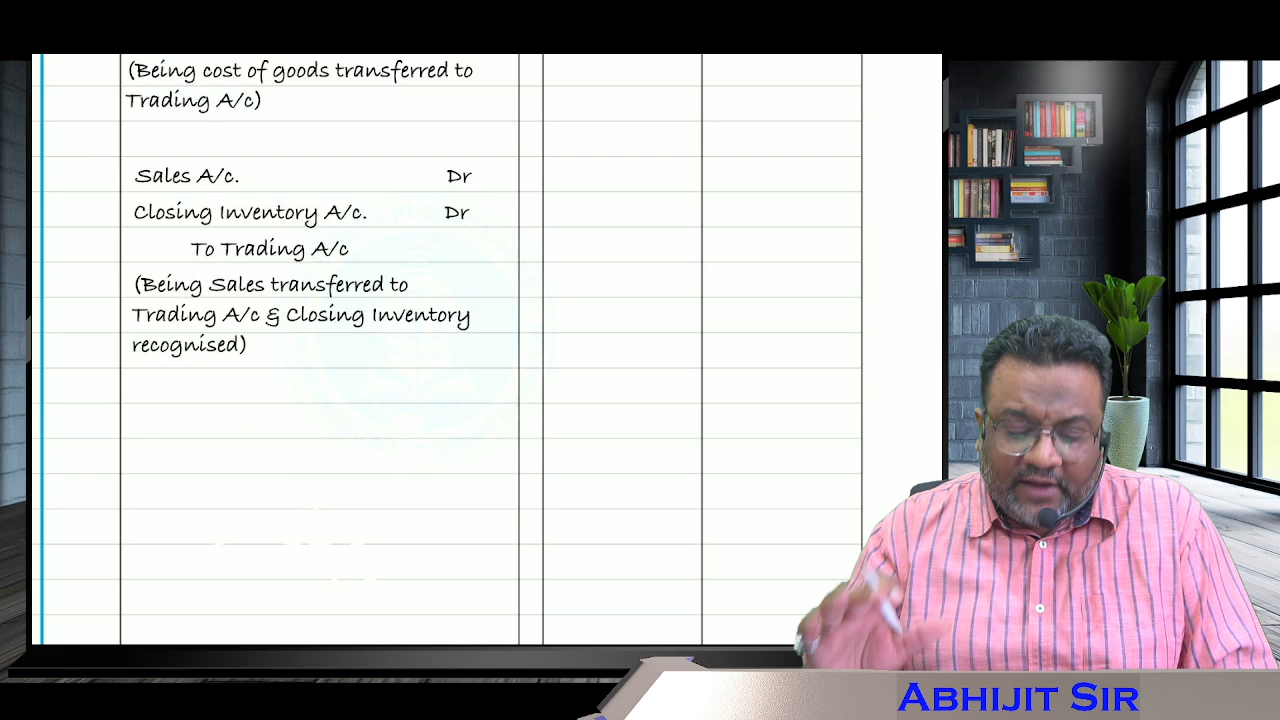 (Being cost of goods transferred to
Trading A/c)
Sales A/c. Dr
Closing Inventory A/c. Dr
To Trading A/c
(Being Sales transferred to
Trading A/c & Closing Inventory
recognised)
Abhijit Sir